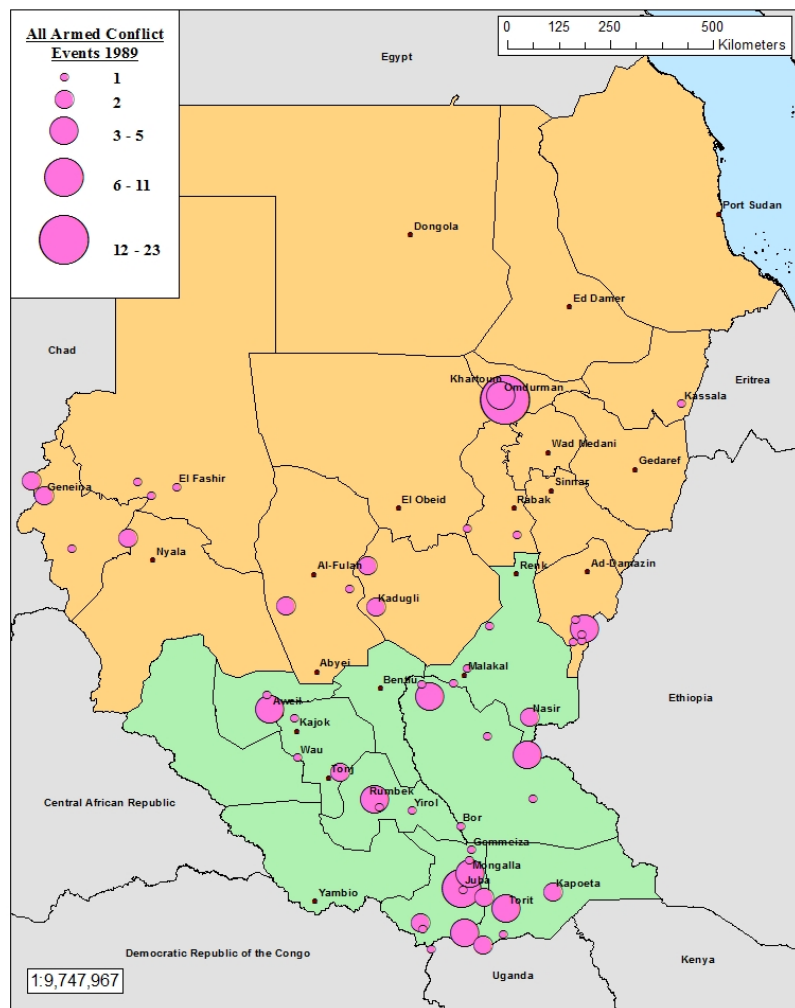 All Armed Conflict
Events 1989
1
2
3 - 5
6 - 11
12 - 23
0 125 250 500
Kilometers
Egypt
Port Sudan
Dongola
Ed Damer
Chad
Khartoum
Omdurman
Kassala
Eritrea
Wad Medani
Gedaref
El Fashir
Geneina
Sinnar
El Obeid
Rabak
Nyala
Al-Fulah
Renk
Ad-Damazin
Kadugli
Abyei
Malakal
Bentiu
Ethiopia
Aweil
Nasir
Kajok
Wau
Tonj
Central African Republic
Rumbek
Yirol
Bor
Gemmeiza
Mongalla
Juba
Kapoeta
Yambio
Torit
Democratic Republic of the Congo
Kenya
Uganda
1:9,747,967